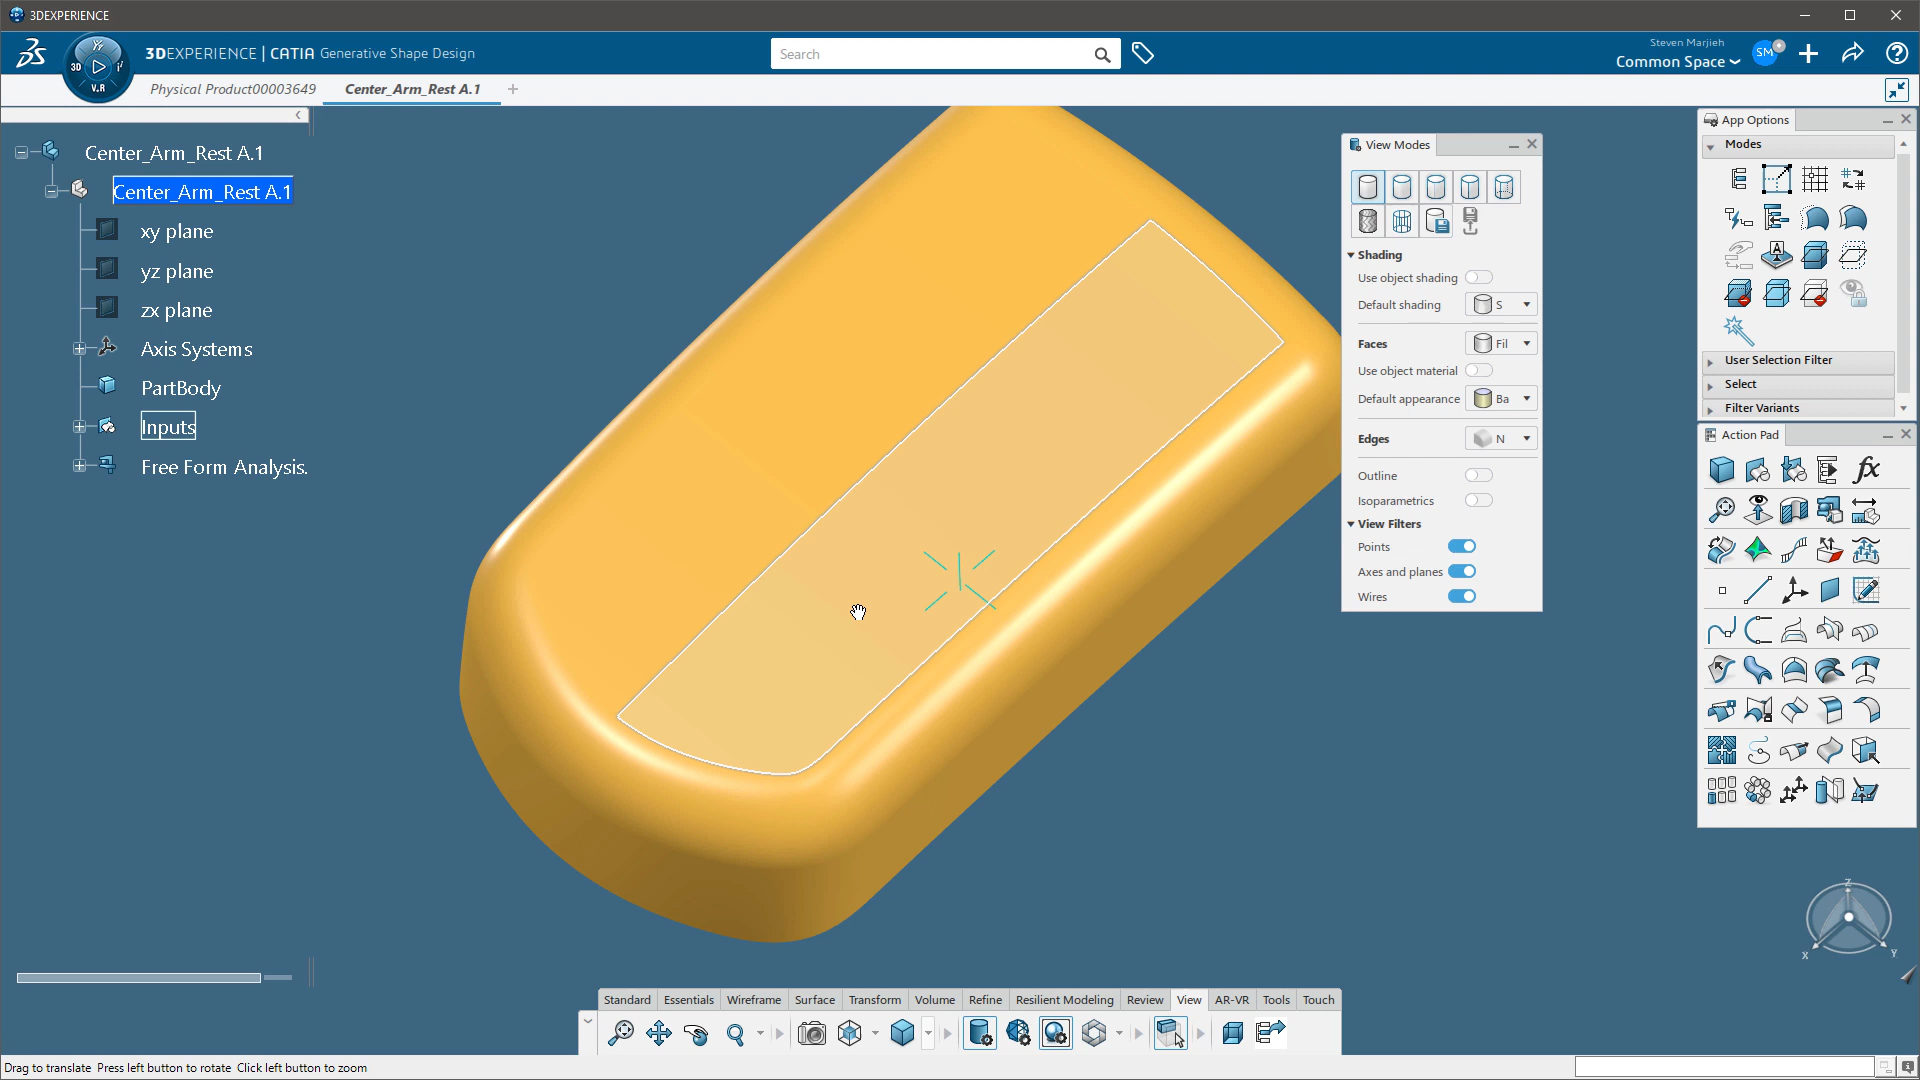 3DEXPERIENCE
3DEXPERIENCE | CATIA Generative Shape Design
3D
V.R
Search
Steven Marjieh
Common Space
SM
Physical Product00003649
Center_Arm_Rest A.1
Center_Arm_Rest A.1
Center_Arm_Rest A.1
xy plane
yz plane
zx plane
Axis Systems
PartBody
Inputs
Free Form Analysis.
View Modes
Shading
Use object shading
Default shading
S
Faces
Fil
Use object material
Default appearance
Ba
Edges
N
Outline
Isoparametrics
View Filters
Points
Axes and planes
Wires
App Options
Modes
User Selection Filter
Select
Filter Variants
Action Pad
fx
Z
X
Y
Standard Essentials Wireframe Surface Transform Volume Refine Resilient Modeling Review View AR-VR Tools Touch
Drag to translate Press left button to rotate Click left button to zoom